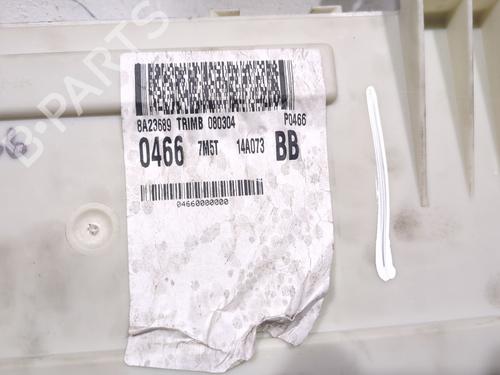 B-PARTS
8A23689 TRIMB 080304 P0466
0466 7M5T 14A073 BB
04660000000